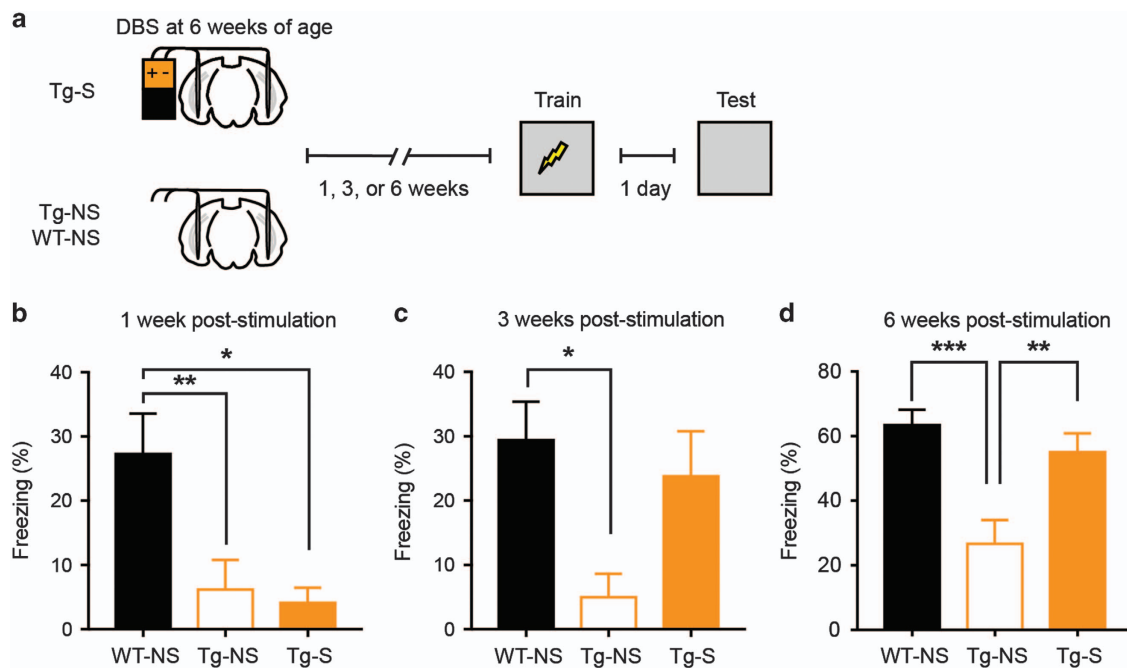 a
DBS at 6 weeks of age
Tg-S
+ -
Train
Test
1, 3, or 6 weeks
1 day
Tg-NS
WT-NS
b
1 week post-stimulation
*
**
Freezing (%)
40
30
20
10
0
WT-NS
Tg-NS
Tg-S
c
3 weeks post-stimulation
*
Freezing (%)
40
30
20
10
0
WT-NS
Tg-NS
Tg-S
d
6 weeks post-stimulation
***
**
Freezing (%)
80
60
40
20
0
WT-NS
Tg-NS
Tg-S